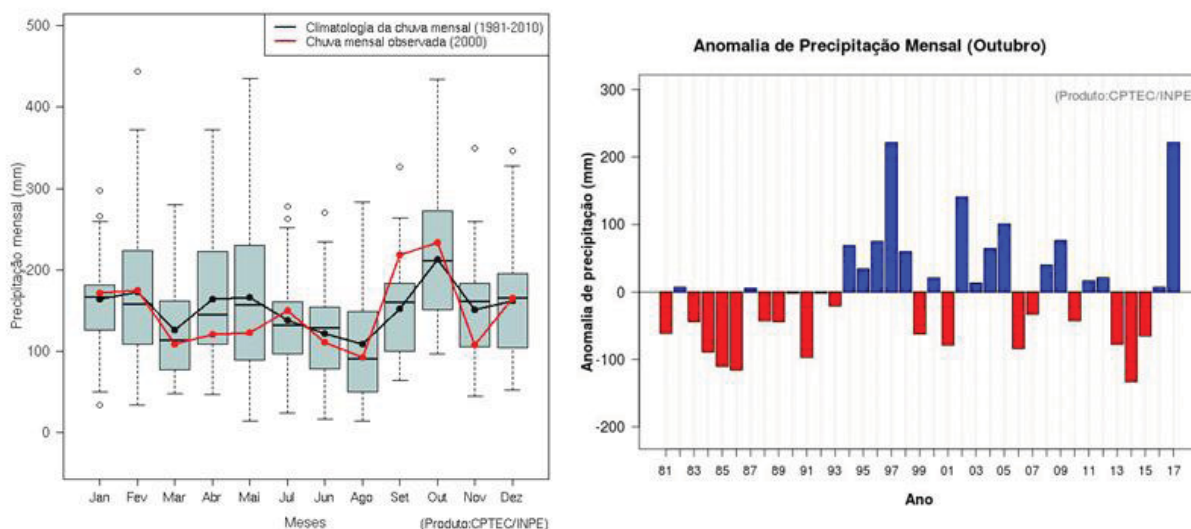 Climatologia da chuva mensal (1981-2010)
Chuva mensal observada (2000)
Precipitação mensal (mm)
500
400
300
200
100
0
Jan Fev Mar Abr Mai Jul Jun Ago Set Out Nov Dez
Meses
(Produto:CPTEC/INPE)
Anomalia de Precipitação Mensal (Outubro)
(Produto:CPTEC/INPE)
Anomalia de precipitação (mm)
300
200
100
0
-100
-200
81 83 85 87 89 91 93 95 97 99 01 03 05 07 09 11 13 15 17
Ano